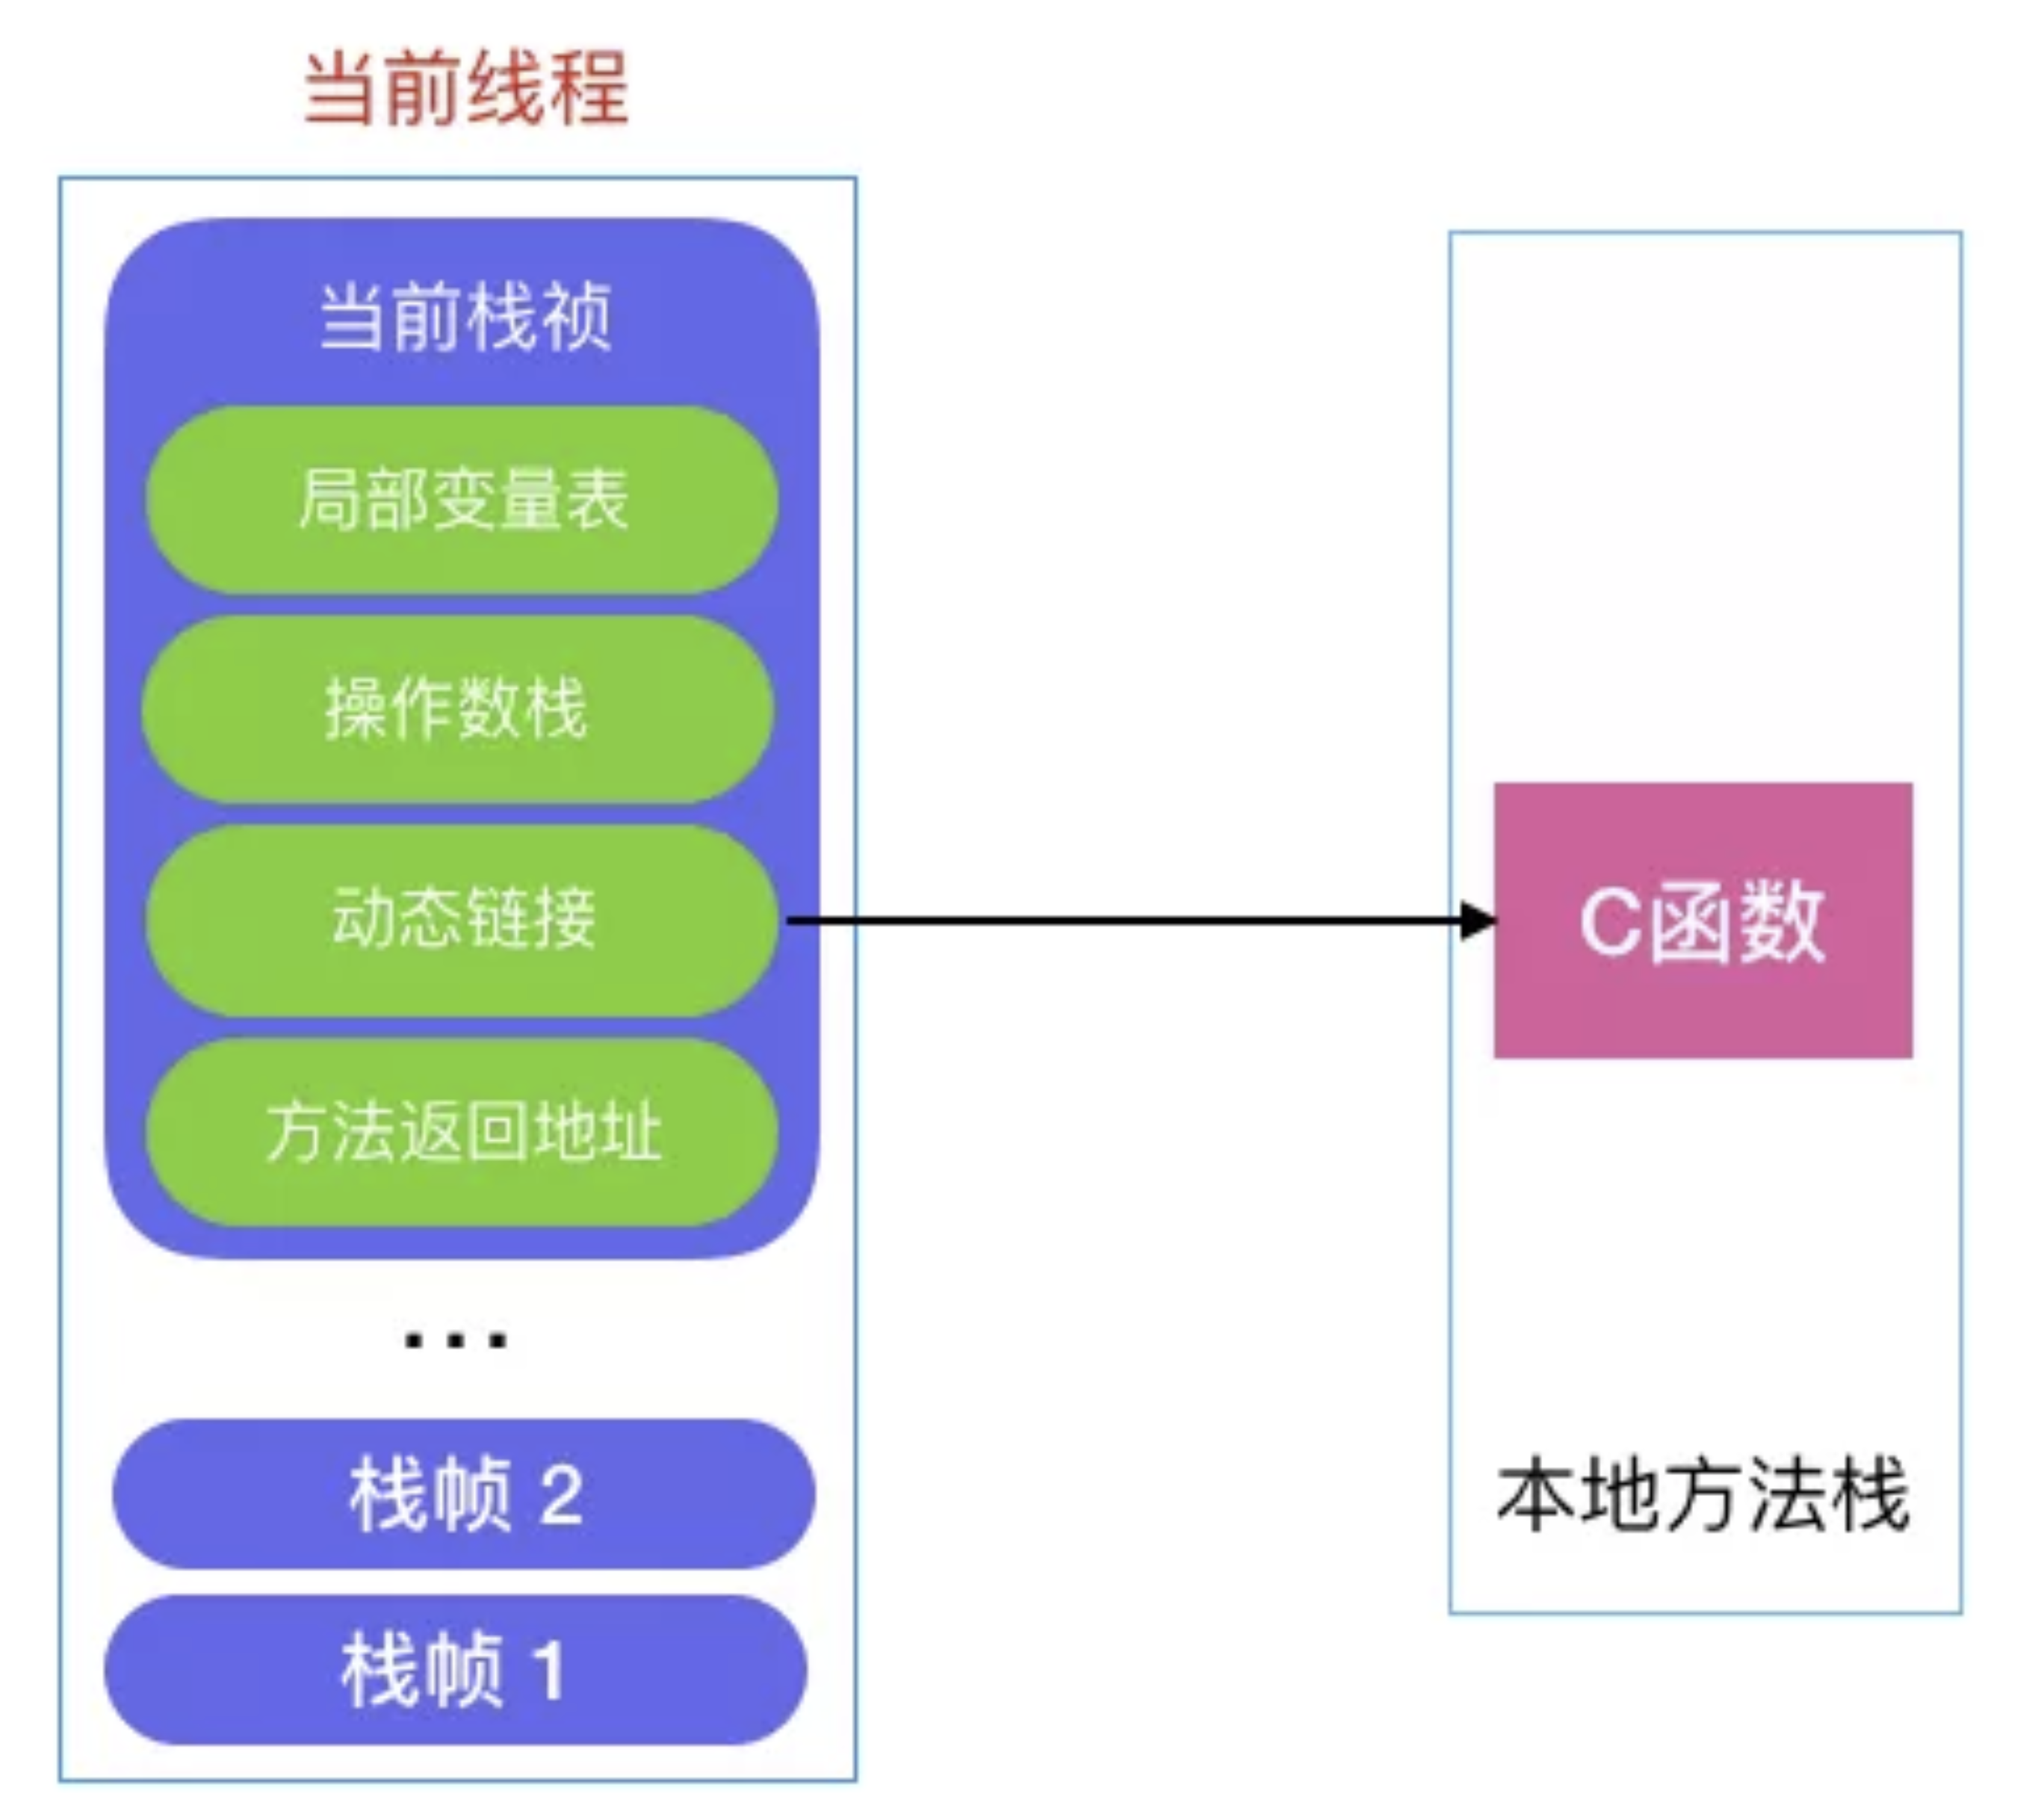 当前线程
当前栈祯
局部变量表
操作数栈
动态链接
方法返回地址
...
栈帧 2
栈帧 1
C函数
本地方法栈